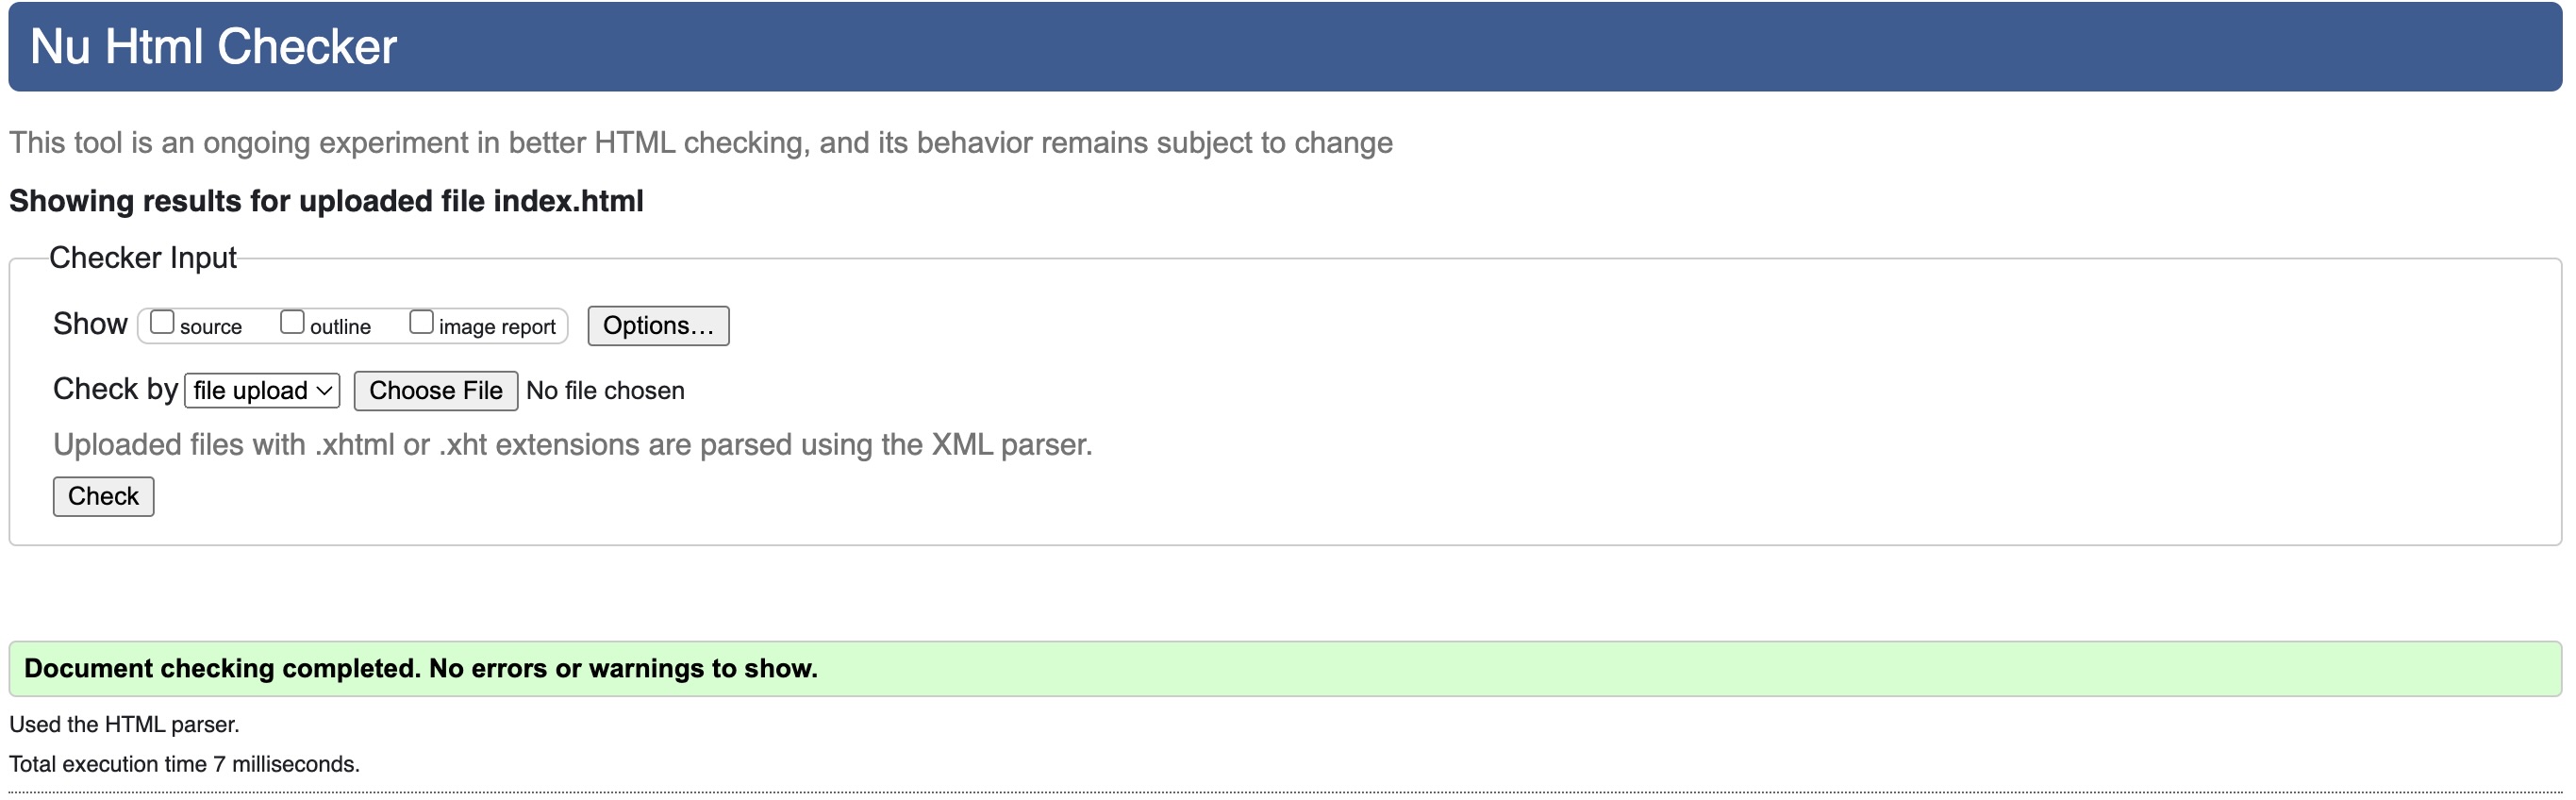 Nu Html Checker
This tool is an ongoing experiment in better HTML checking, and its behavior remains subject to change
Showing results for uploaded file index.html
Checker Input
Show source outline image report Options...
Check by file upload Choose File No file chosen
Uploaded files with .xhtml or .xht extensions are parsed using the XML parser.
Check
Document checking completed. No errors or warnings to show.
Used the HTML parser.
Total execution time 7 milliseconds.